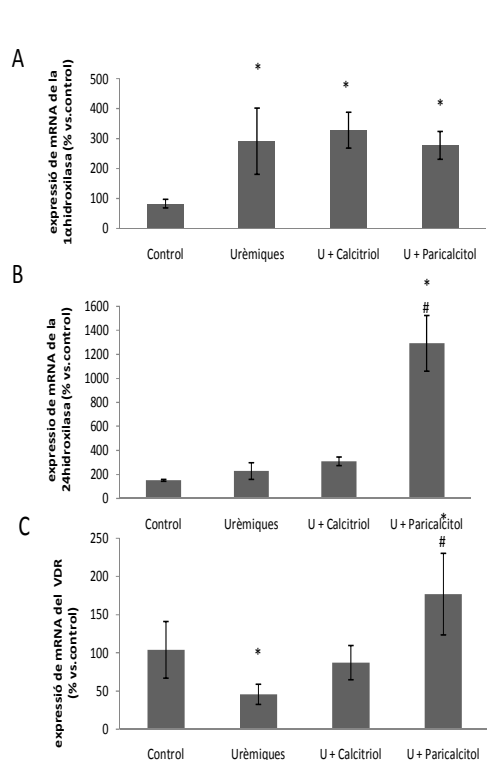 A
expressió de mRNA de la
1αhidroxilasa (% vs.control)
500
400
300
200
100
0
*
*
*
Control Urèmiques U + Calcitriol U + Paricalcitol
B
expressio de mRNA de la
24hidroxilasa (% vs.control)
1600
1400
1200
1000
800
600
400
200
0
*
#
Control Urèmiques U + Calcitriol U + Paricalcitol
C
expressió de mRNA del VDR
(% vs.control)
250
200
150
100
50
0
*
*
#
Control Urèmiques U + Calcitriol U + Paricalcitol